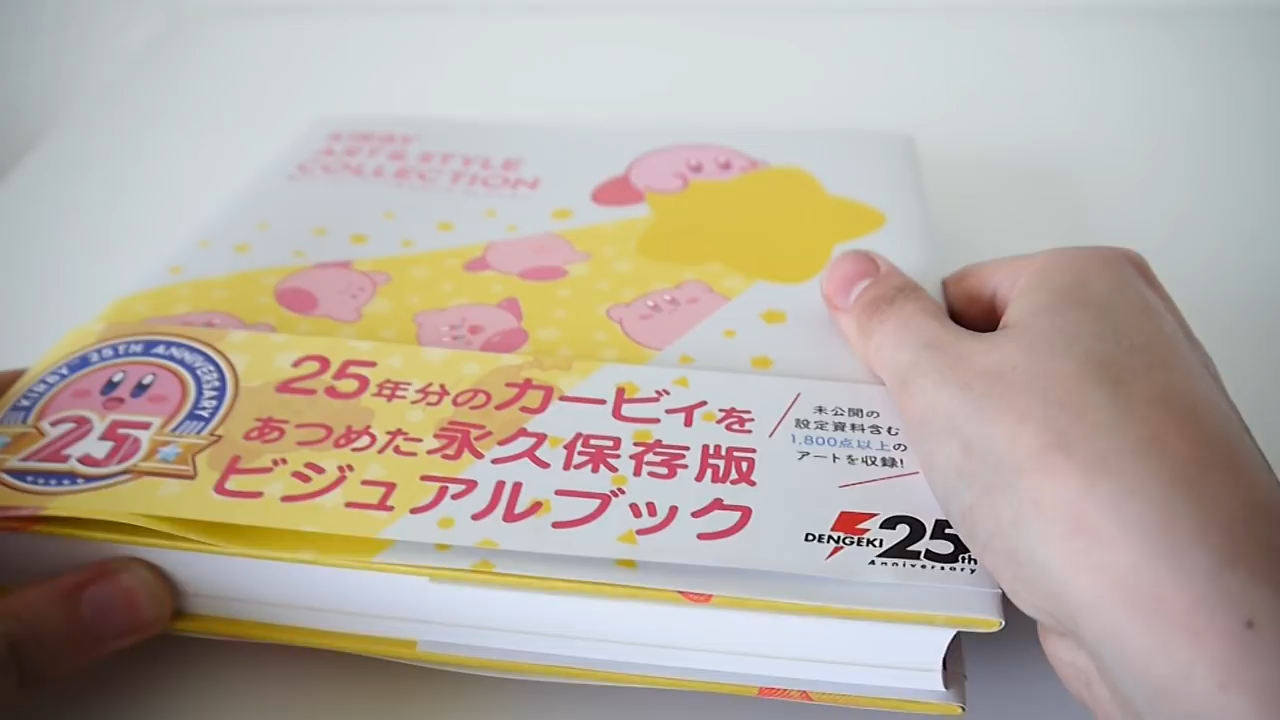 KIRBY
ART & STYLE
COLLECTION
KIRBY 25TH ANNIVERSARY
25
25年分のカービィを
あつめた永久保存版
ビジュアルブック
未公開の
設定資料含む
1,800点以上の
アートを収録!
DENGEKI 25th
Anniversary